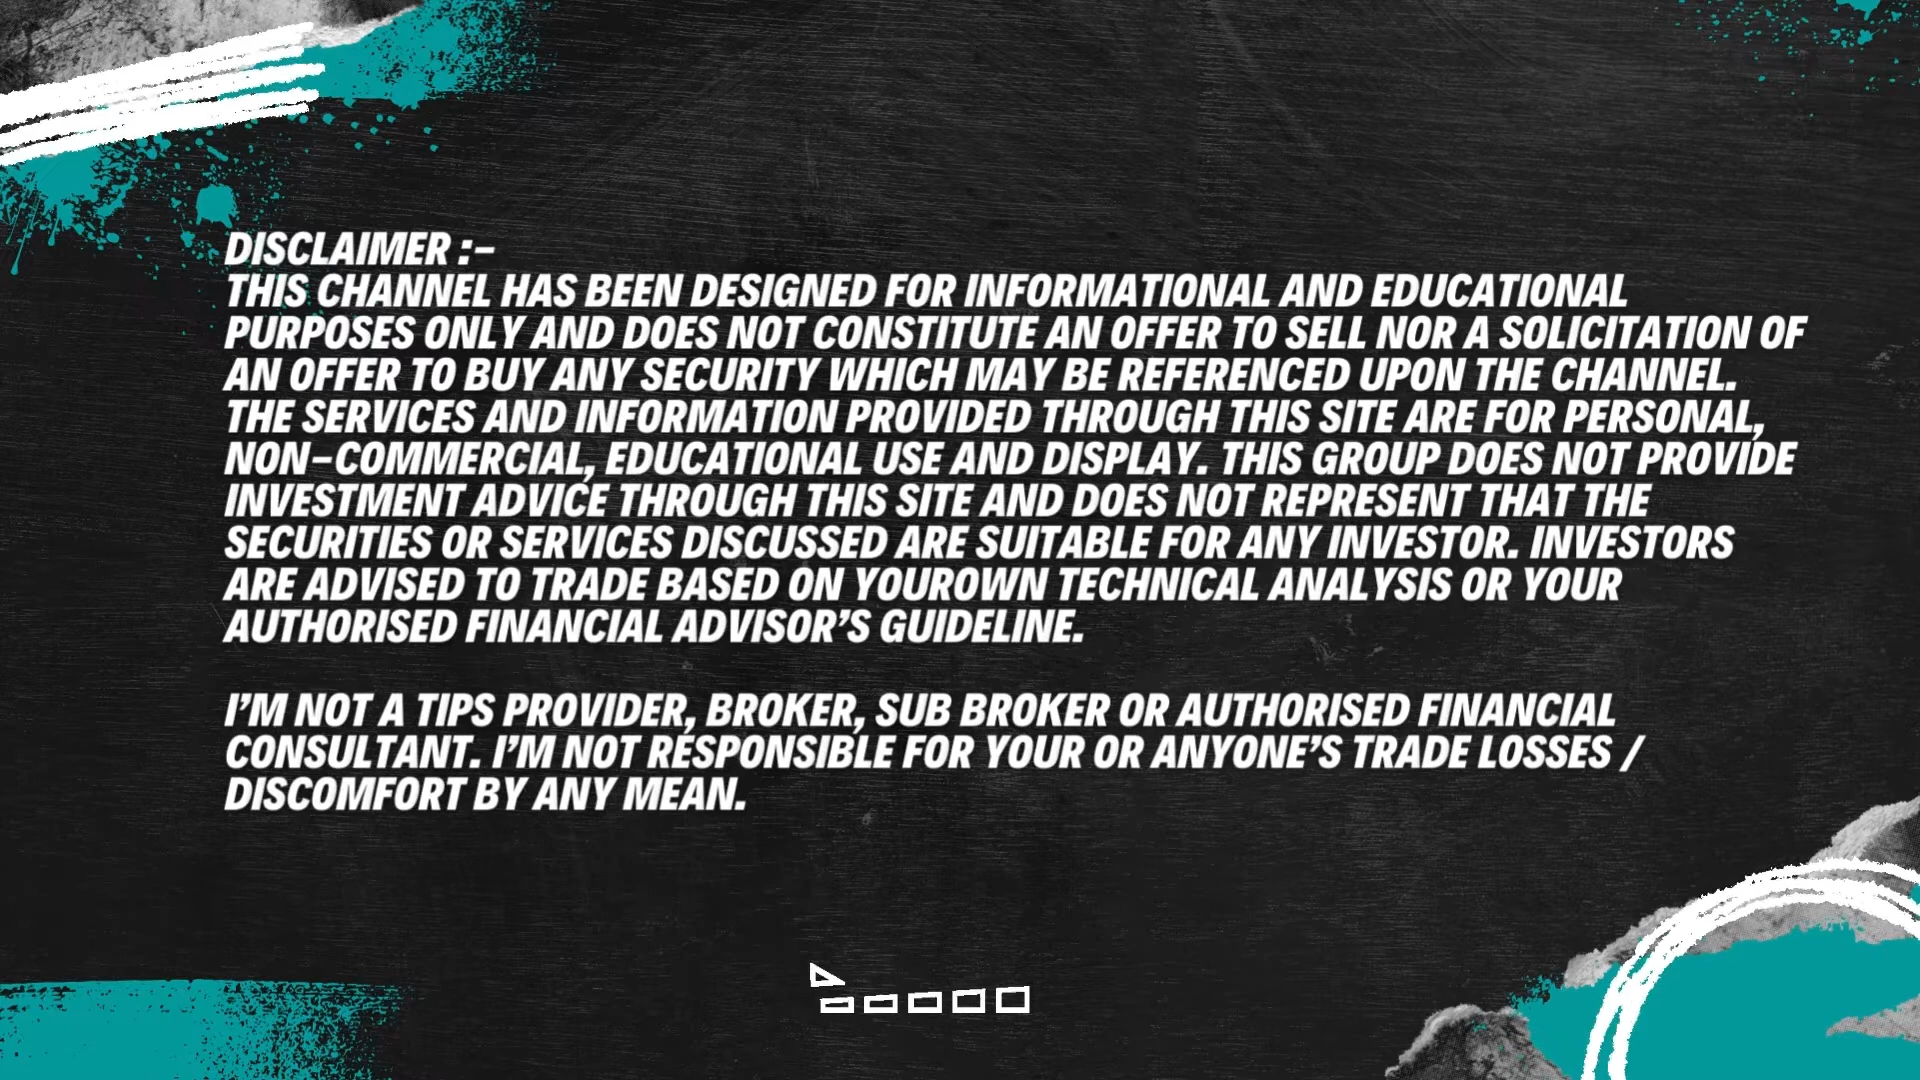 DISCLAIMER :-
THIS CHANNEL HAS BEEN DESIGNED FOR INFORMATIONAL AND EDUCATIONAL
PURPOSES ONLY AND DOES NOT CONSTITUTE AN OFFER TO SELL NOR A SOLICITATION OF
AN OFFER TO BUY ANY SECURITY WHICH MAY BE REFERENCED UPON THE CHANNEL.
THE SERVICES AND INFORMATION PROVIDED THROUGH THIS SITE ARE FOR PERSONAL,
NON-COMMERCIAL, EDUCATIONAL USE AND DISPLAY. THIS GROUP DOES NOT PROVIDE
INVESTMENT ADVICE THROUGH THIS SITE AND DOES NOT REPRESENT THAT THE
SECURITIES OR SERVICES DISCUSSED ARE SUITABLE FOR ANY INVESTOR. INVESTORS
ARE ADVISED TO TRADE BASED ON YOUROWN TECHNICAL ANALYSIS OR YOUR
AUTHORISED FINANCIAL ADVISOR'S GUIDELINE.
I'M NOT A TIPS PROVIDER, BROKER, SUB BROKER OR AUTHORISED FINANCIAL
CONSULTANT. I'M NOT RESPONSIBLE FOR YOUR OR ANYONE'S TRADE LOSSES /
DISCOMFORT BY ANY MEAN.